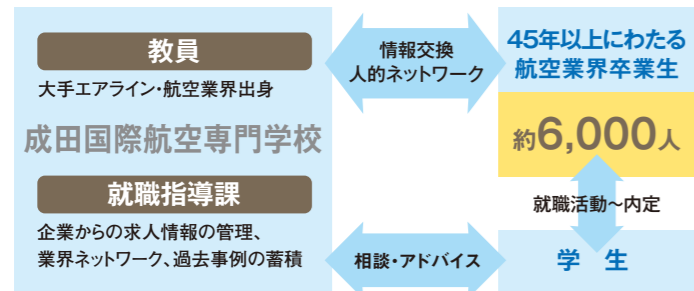 教員
大手エアライン・航空業界出身
成田国際航空専門学校
就職指導課
企業からの求人情報の管理、
業界ネットワーク、過去事例の蓄積
情報交換
人的ネットワーク
相談・アドバイス
45年以上にわたる
航空業界卒業生
約6,000人
就職活動～内定
学 生